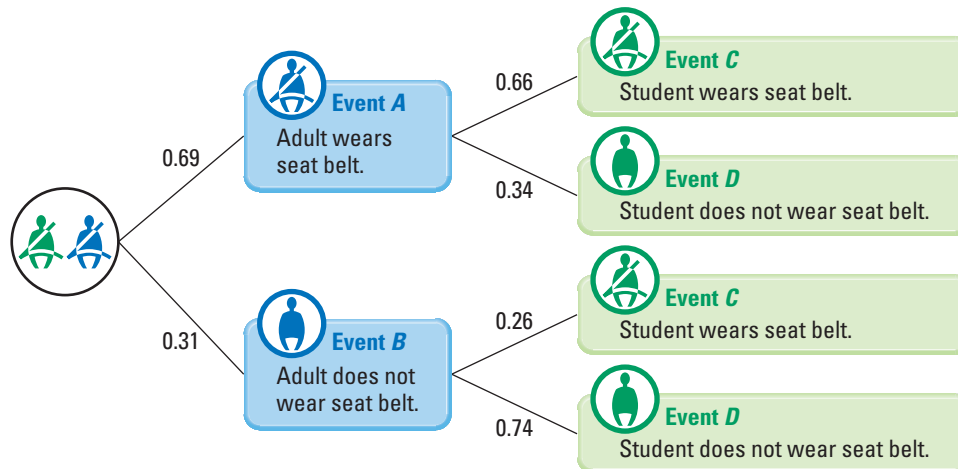 Event C
Student wears seat belt.
0.66
Event A
Adult wears
seat belt.
0.69
0.34
Event D
Student does not wear seat belt.
0.31
Event B
Adult does not
wear seat belt.
0.26
Event C
Student wears seat belt.
0.74
Event D
Student does not wear seat belt.